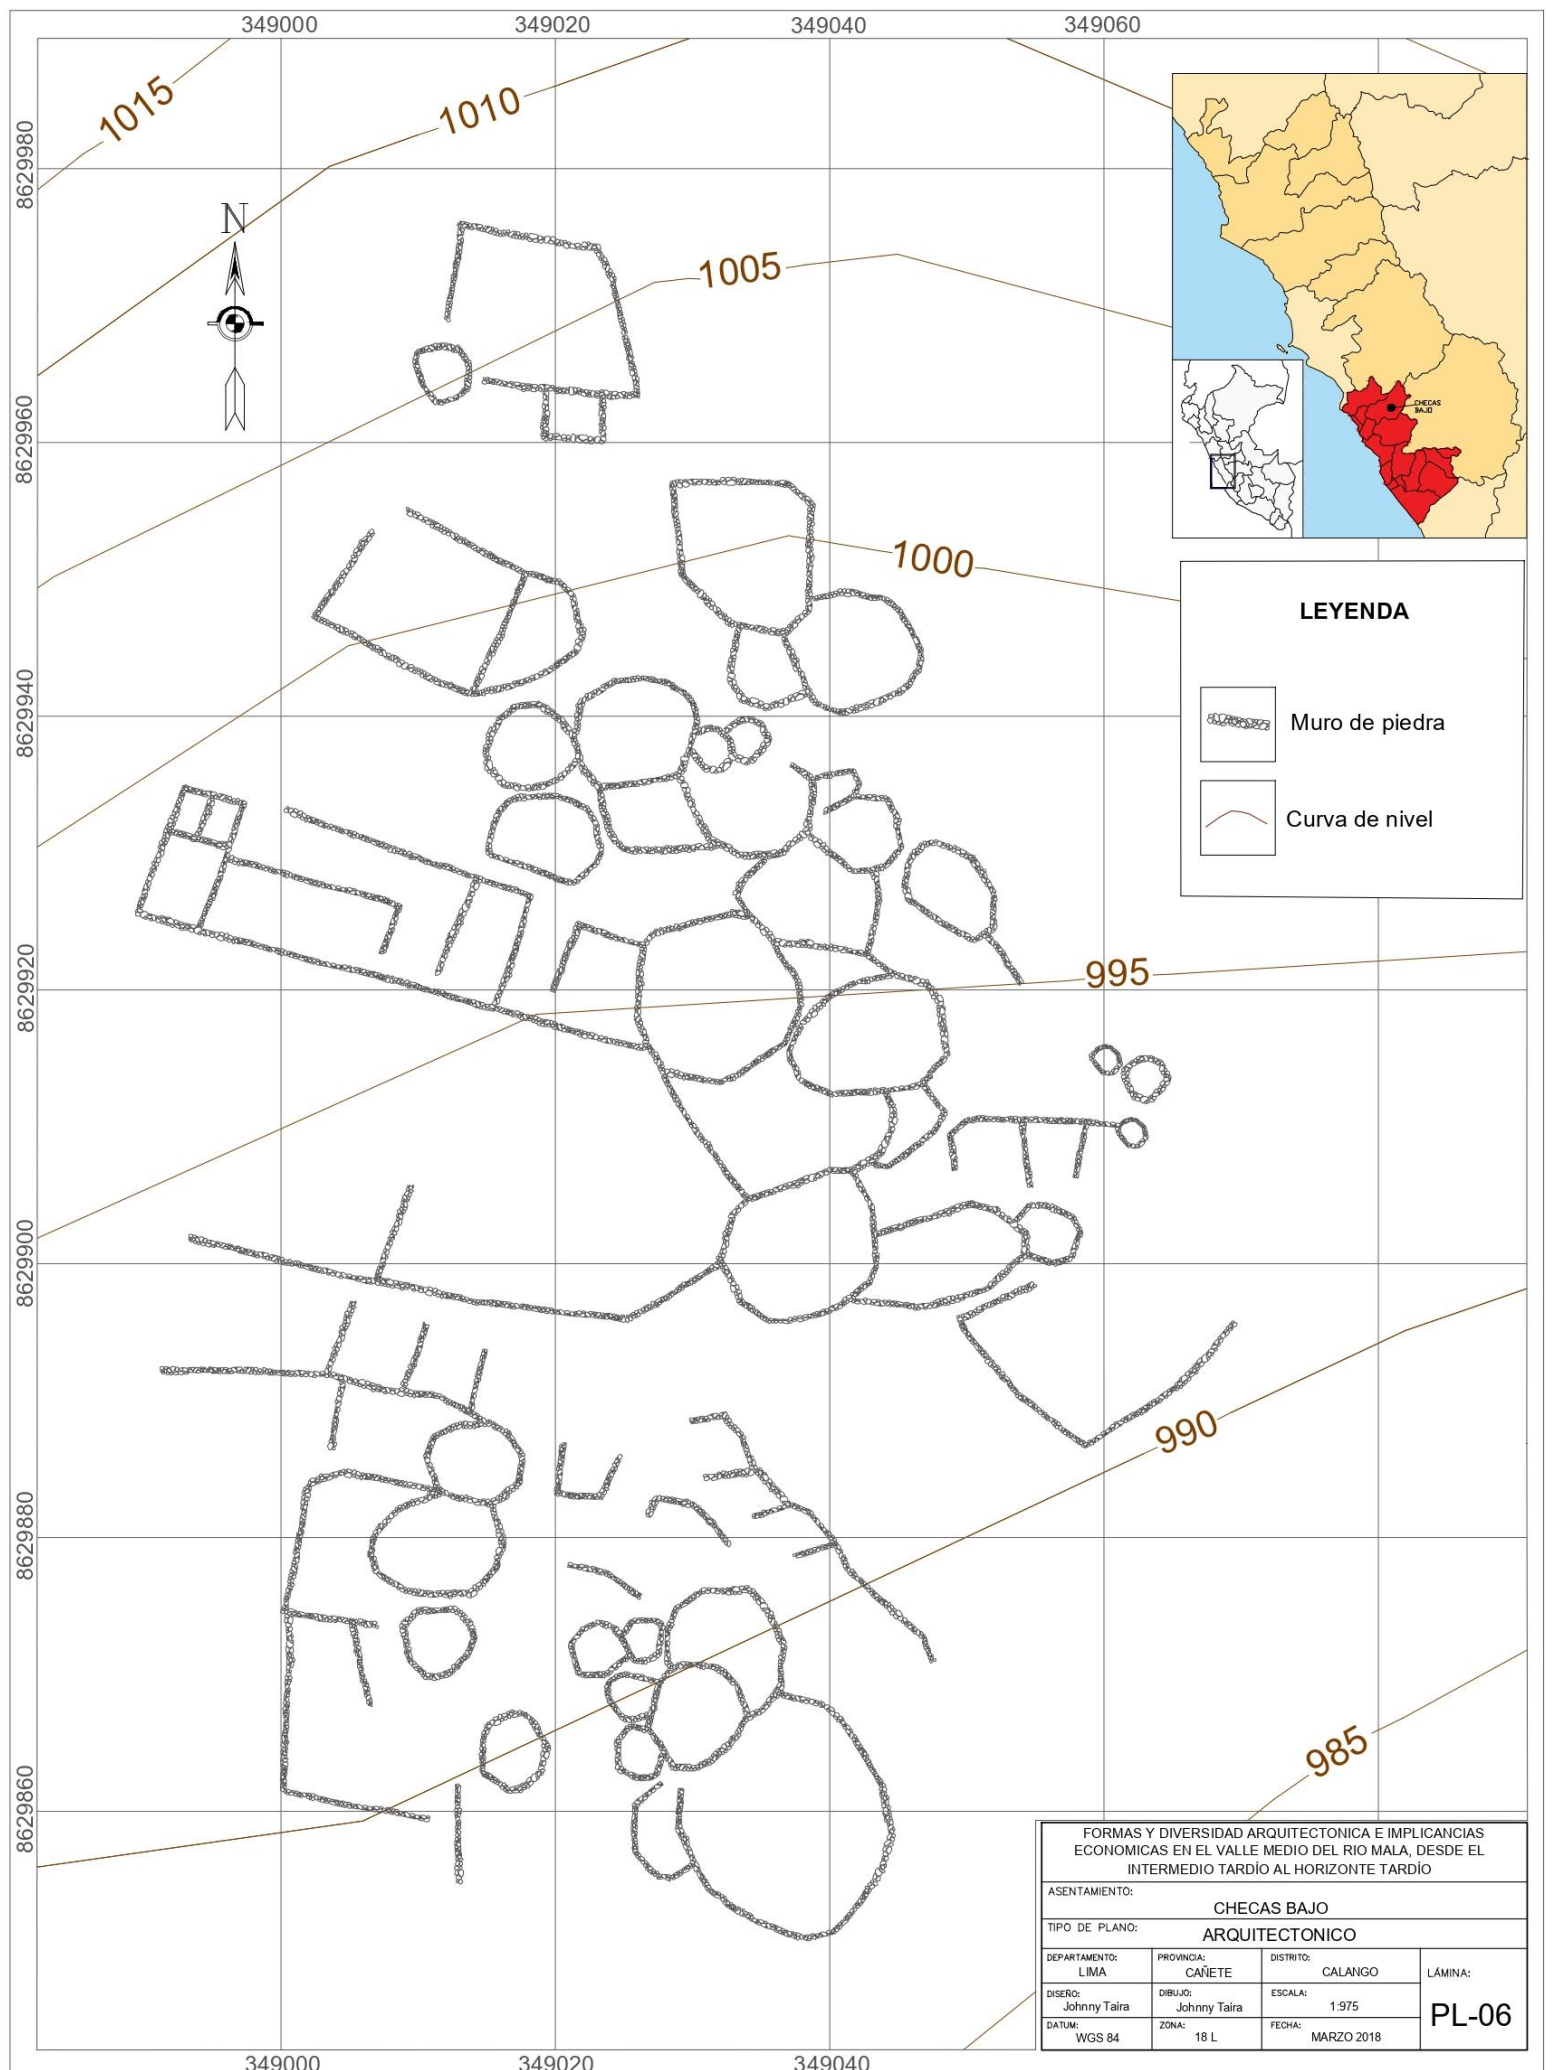 349000 349020 349040 349060
1015
1010
8629980
N
1005
CHECAS
BAJO
8629960
1000
LEYENDA
8629940
Muro de piedra
Curva de nivel
995
8629920
8629900
990
8629880
985
8629860
FORMAS Y DIVERSIDAD ARQUITECTONICA E IMPLICANCIAS
ECONOMICAS EN EL VALLE MEDIO DEL RIO MALA, DESDE EL
INTERMEDIO TARDÍO AL HORIZONTE TARDÍO
ASENTAMIENTO:
CHECAS BAJO
TIPO DE PLANO:
ARQUITECTONICO
DEPARTAMENTO: PROVINCIA: DISTRITO:
LIMA CAÑETE CALANGO
LÁMINA:
DISEÑO: DIBUJO: ESCALA:
Johnny Taira Johnny Taira 1:975
PL-06
DATUM: ZONA: FECHA:
WGS 84 18 L MARZO 2018
349000 349020 349040